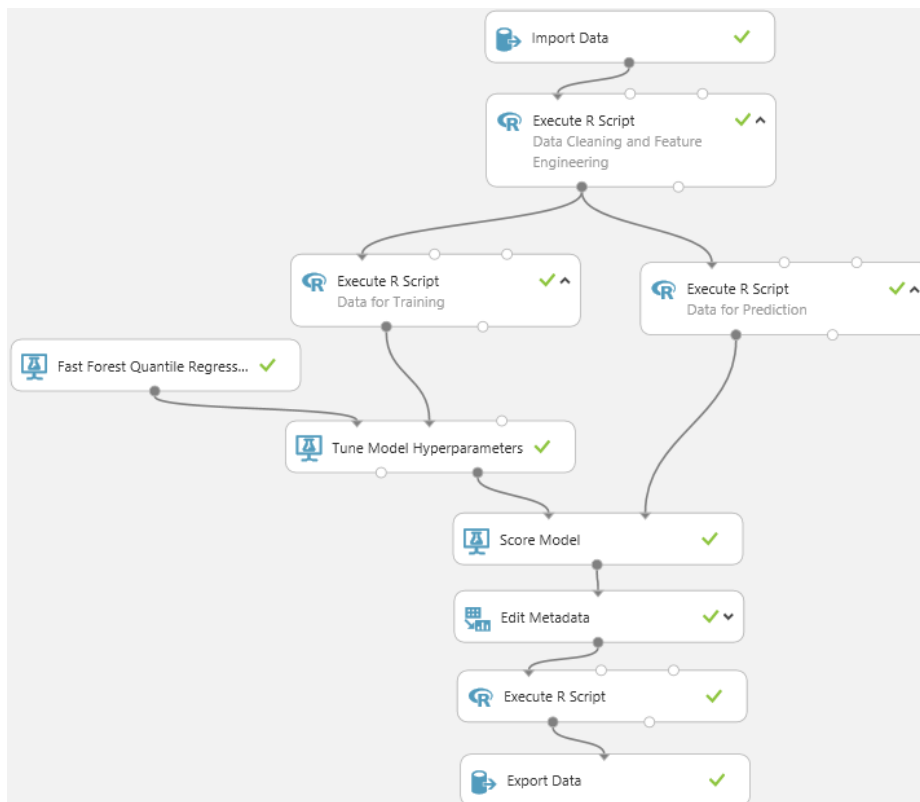 Import Data
Execute R Script
Data Cleaning and Feature
Engineering
Execute R Script
Data for Training
Execute R Script
Data for Prediction
Fast Forest Quantile Regress...
Tune Model Hyperparameters
Score Model
Edit Metadata
Execute R Script
Export Data